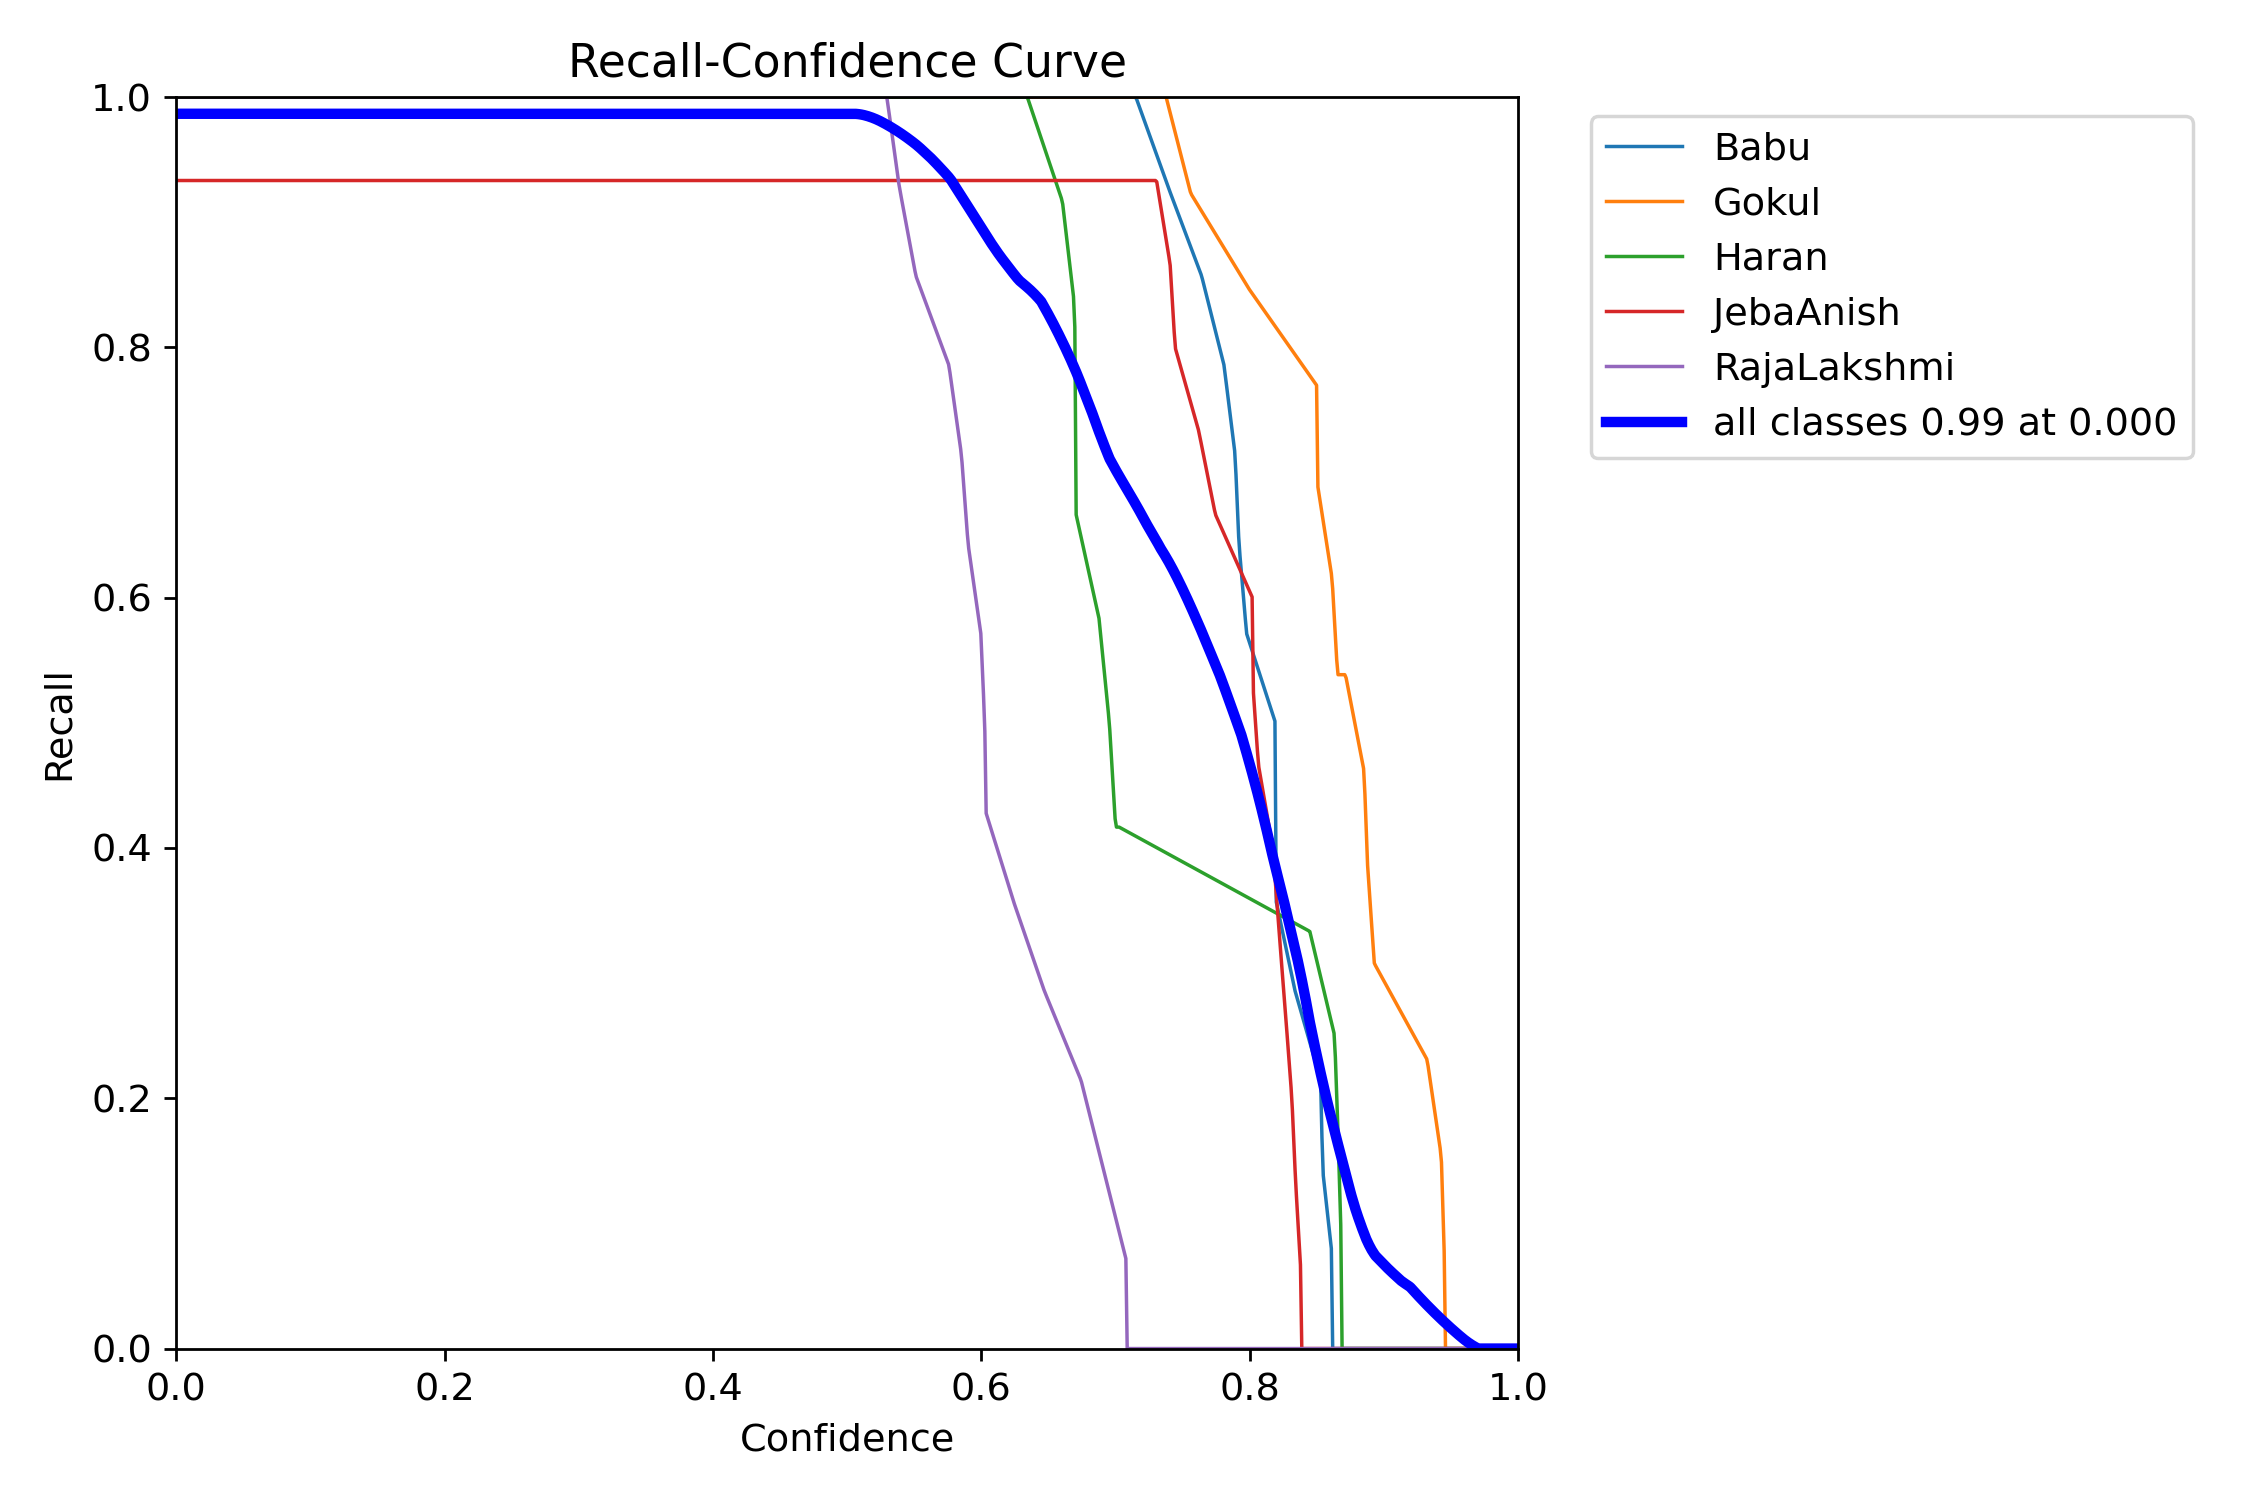 Recall-Confidence Curve
1.0
0.8
0.6
0.4
0.2
0.0
Recall
0.0 0.2 0.4 0.6 0.8 1.0
Confidence
Babu
Gokul
Haran
JebaAnish
RajaLakshmi
all classes 0.99 at 0.000